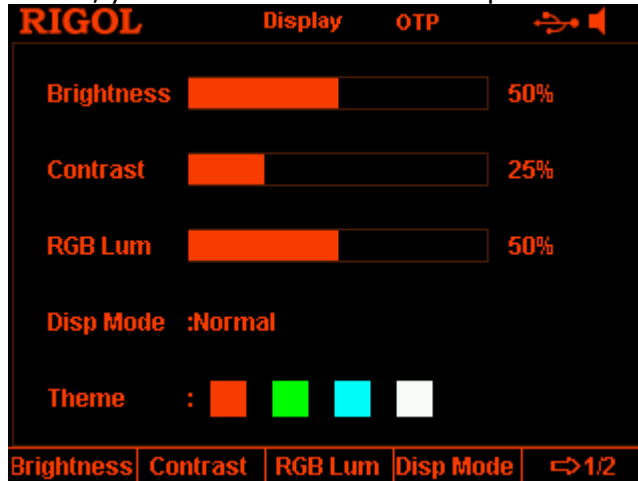 RIGOL Display OTP
Brightness 50%
Contrast 25%
RGB Lum 50%
Disp Mode :Normal
Theme :
Brightness Contrast RGB Lum Disp Mode ⇨1/2